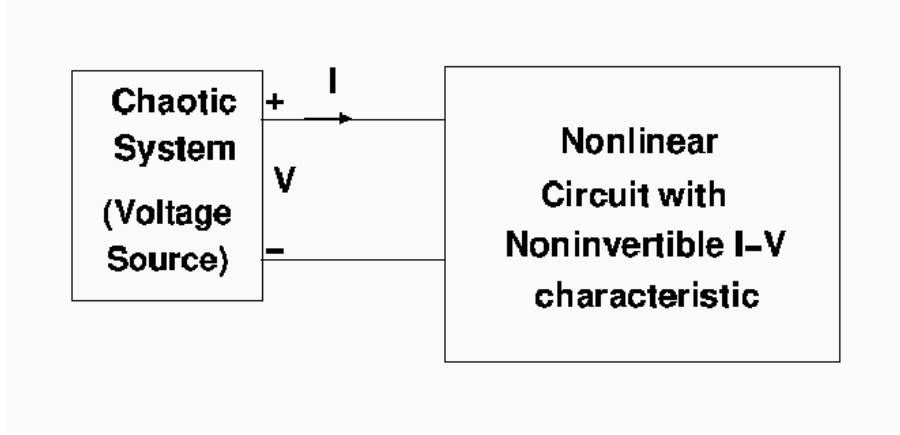 Chaotic
System
(Voltage
Source)
+
I
V
−
Nonlinear
Circuit with
Noninvertible I−V
characteristic